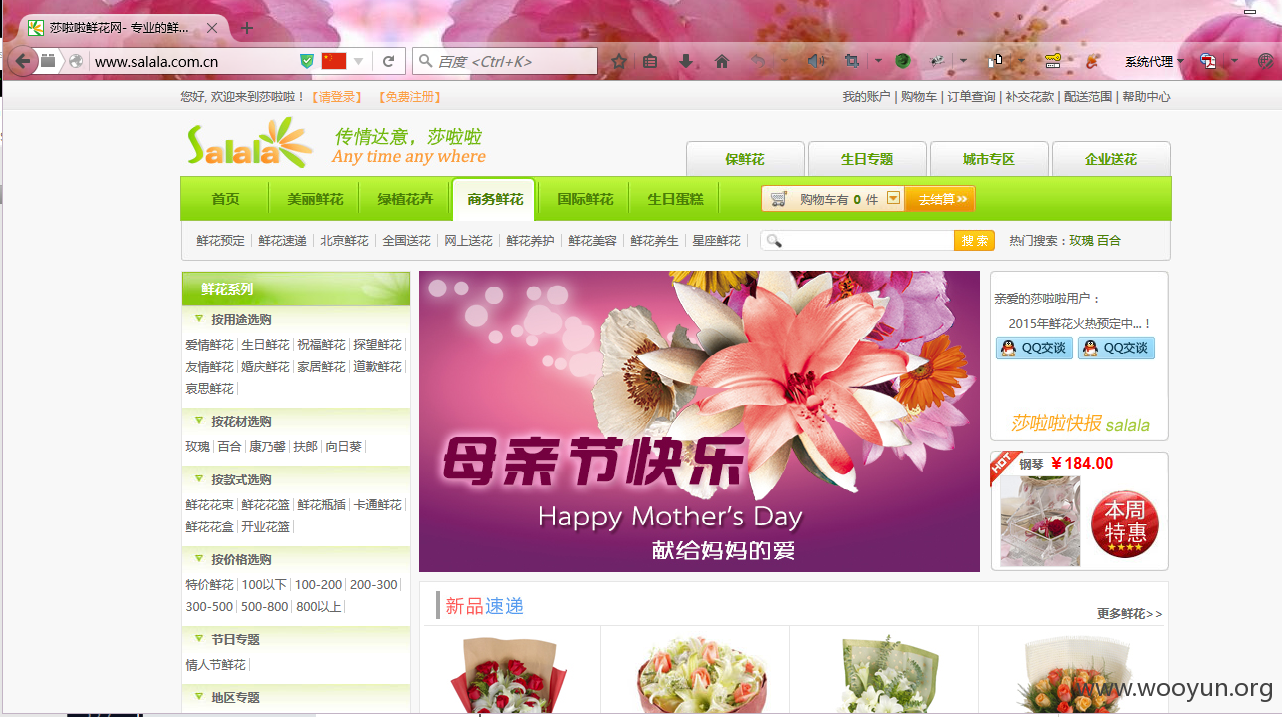 莎啦啦鲜花网- 专业的鲜...
www.salala.com.cn
百度 <Ctrl+K>
系统代理
您好, 欢迎来到莎啦啦！【请登录】 【免费注册】
我的账户 | 购物车 | 订单查询 | 补交花款 | 配送范围 | 帮助中心
Salala
传情达意，莎啦啦
Any time any where
保鲜花 生日专题 城市专区 企业送花
首页 美丽鲜花 绿植花卉 商务鲜花 国际鲜花 生日蛋糕
购物车有 0 件 去结算
鲜花预定 | 鲜花速递 | 北京鲜花 | 全国送花 | 网上送花 | 鲜花养护 | 鲜花美容 | 鲜花养生 | 星座鲜花 |
搜 索
热门搜索：玫瑰 百合
鲜花系列
按用途选购
爱情鲜花 | 生日鲜花 | 祝福鲜花 | 探望鲜花 |
友情鲜花 | 婚庆鲜花 | 家居鲜花 | 道歉鲜花 |
哀思鲜花 |
按花材选购
玫瑰 | 百合 | 康乃馨 | 扶郎 | 向日葵 |
按款式选购
鲜花花束 | 鲜花花篮 | 鲜花瓶插 | 卡通鲜花 |
鲜花花盒 | 开业花篮 |
按价格选购
特价鲜花 | 100以下 | 100-200 | 200-300 |
300-500 | 500-800 | 800以上 |
节日专题
情人节鲜花 |
地区专题
母亲节快乐
Happy Mother's Day
献给妈妈的爱
亲爱的莎啦啦用户：
2015年鲜花火热预定中...！
QQ交谈 QQ交谈
莎啦啦快报 salala
HOT
钢琴 ¥184.00
本周
特惠
新品速递
更多鲜花>>
www.wooyun.org